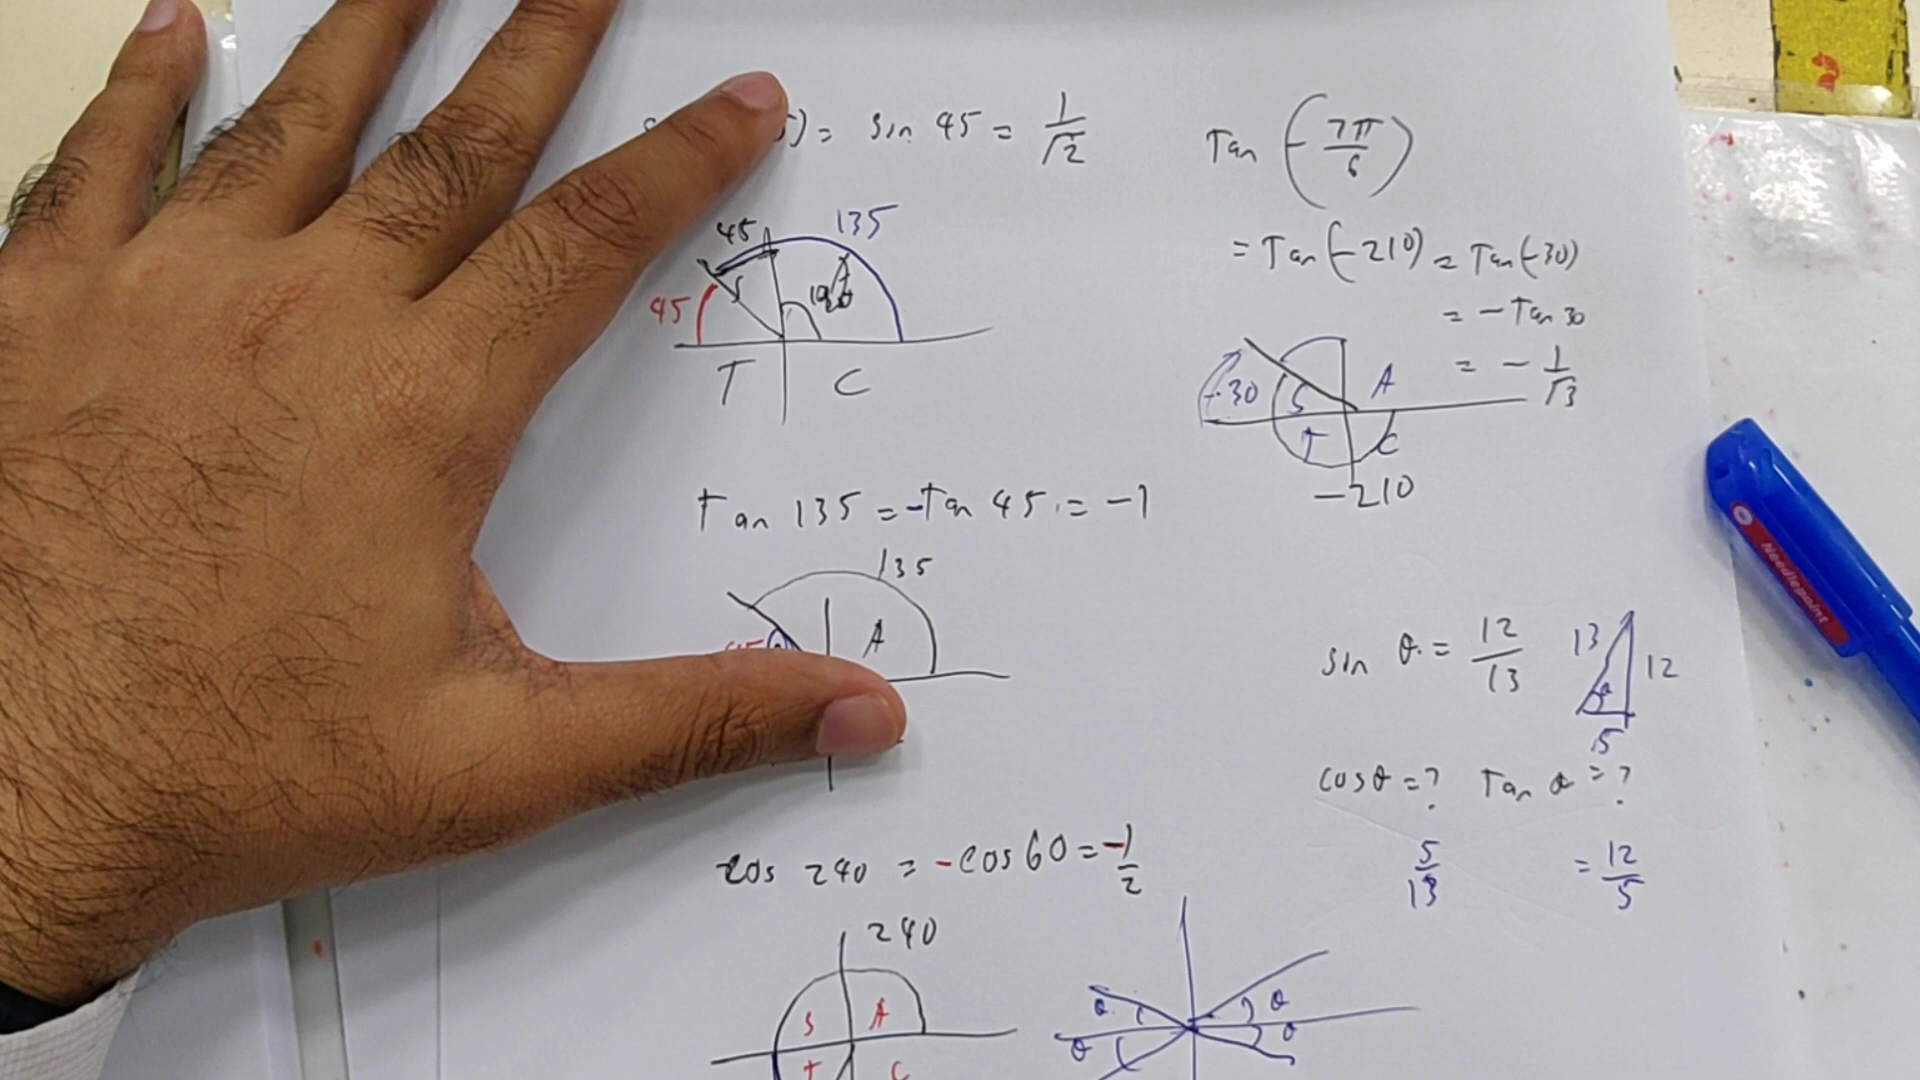 ) = sin 45 = 1/√2
45 135
45 S
T C
Tan 135 = -Tan 45 = -1
135
A
cos 240 = -cos 60 = -1/2
240
S A
T C
Tan (-7π/6)
= Tan(-210) = Tan(-30)
= -Tan 30
= -1/√3
-30 S A
T C
-210
sin θ = 12/13
13 12
θ
5
cos θ = ? Tan θ = ?
5/13 = 12/5
θ θ
θ θ
Needlepoint